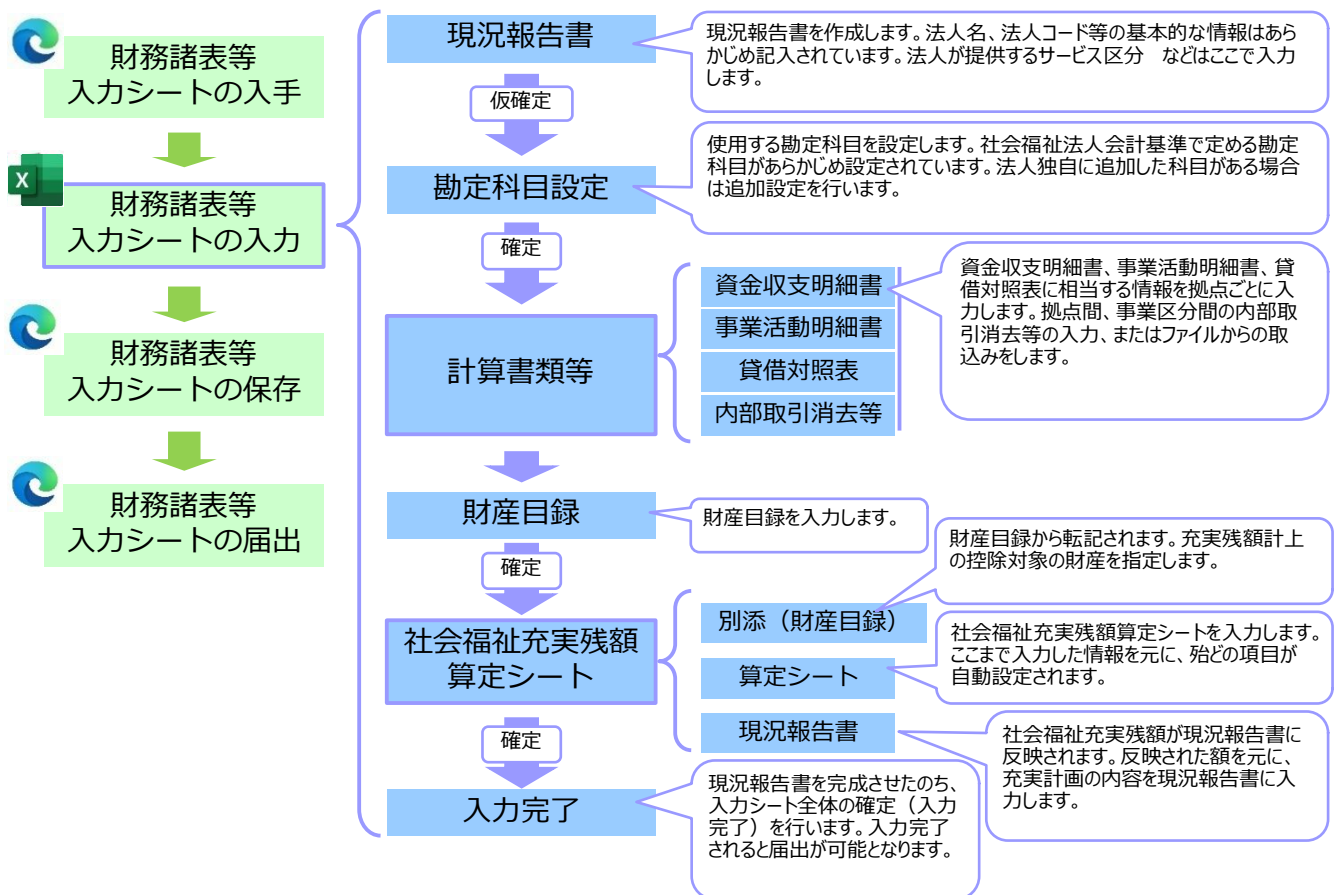 財務諸表等
入力シートの入手
X
財務諸表等
入力シートの入力
財務諸表等
入力シートの保存
財務諸表等
入力シートの届出
現況報告書
現況報告書を作成します。法人名、法人コード等の基本的な情報はあら
かじめ記入されています。法人が提供するサービス区分　などはここで入力
します。
仮確定
勘定科目設定
使用する勘定科目を設定します。社会福祉法人会計基準で定める勘定
科目があらかじめ設定されています。法人独自に追加した科目がある場合
は追加設定を行います。
確定
計算書類等
資金収支明細書
事業活動明細書
貸借対照表
内部取引消去等
資金収支明細書、事業活動明細書、貸
借対照表に相当する情報を拠点ごとに入
力します。拠点間、事業区分間の内部取
引消去等の入力、またはファイルからの取
込みをします。
財産目録
財産目録を入力します。
確定
社会福祉充実残額
算定シート
別添（財産目録）
財産目録から転記されます。充実残額計上
の控除対象の財産を指定します。
算定シート
社会福祉充実残額算定シートを入力します。
ここまで入力した情報を元に、殆どの項目が
自動設定されます。
現況報告書
社会福祉充実残額が現況報告書に
反映されます。反映された額を元に、
充実計画の内容を現況報告書に入
力します。
確定
入力完了
現況報告書を完成させたのち、
入力シート全体の確定（入力
完了）を行います。入力完了
されると届出が可能となります。